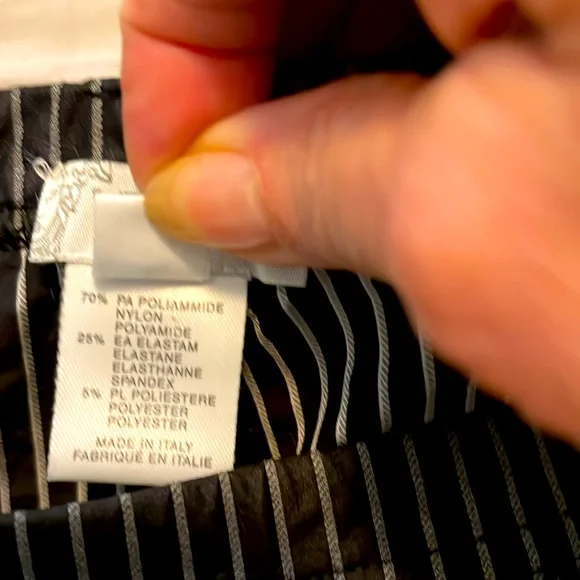 70% PA POLIAMMIDE
NYLON
POLYAMIDE
25% EA ELASTAM
ELASTANE
ELASTHANNE
SPANDEX
5% PL POLIESTERE
POLYESTER
POLYESTER
MADE IN ITALY
FABRIQUÉ EN ITALIE